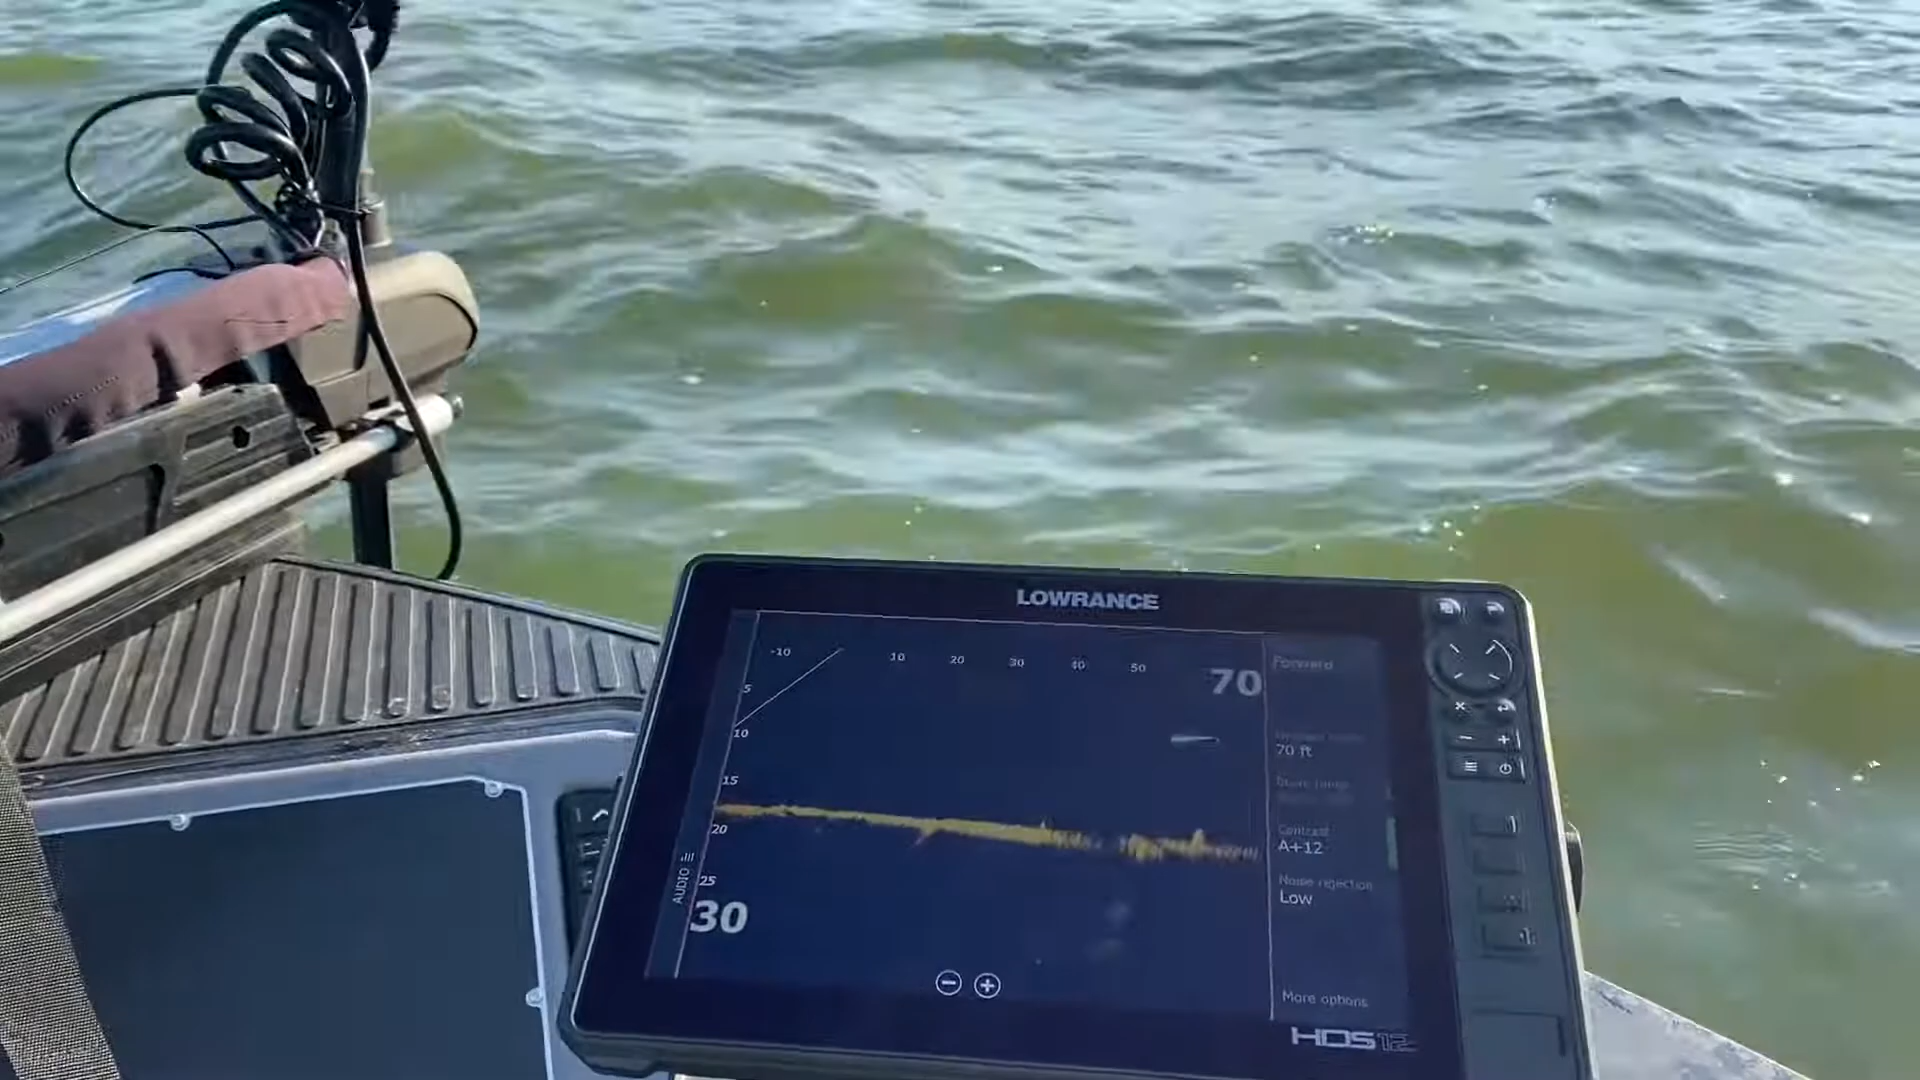 LOWRANCE
-10 10 20 30 40 50 70
5
10
15
20
25
30
AUDIO
Forward
70 ft
Contrast
A+12
Noise rejection
Low
More options
HDS12